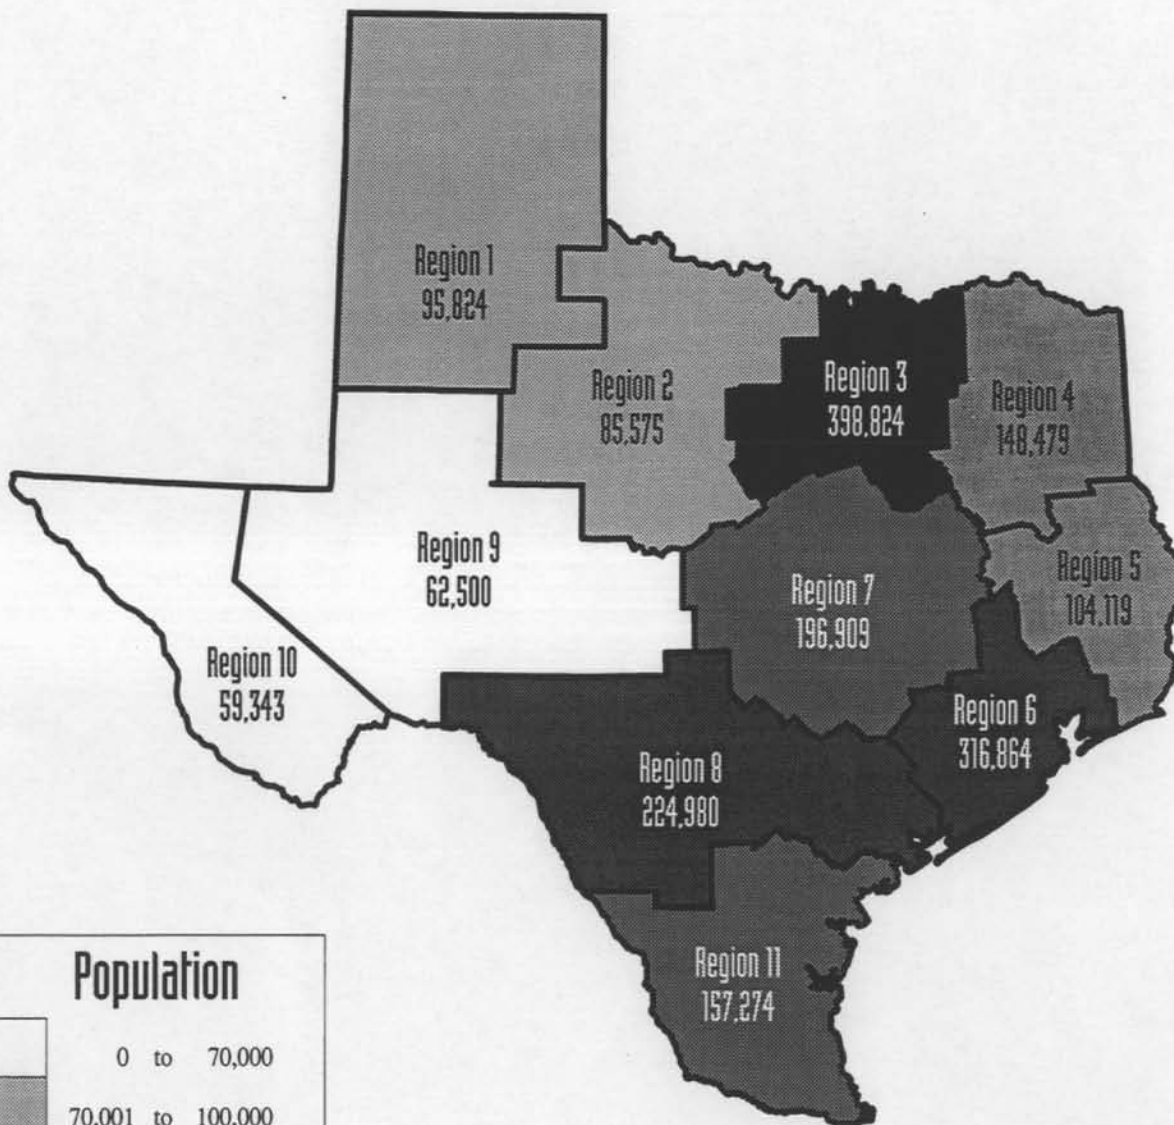 Region 1
95,824
Region 2
85,575
Region 3
398,824
Region 4
148,479
Region 5
104,119
Region 9
62,500
Region 7
196,909
Region 10
59,343
Region 6
316,864
Region 8
224,980
Region 11
157,274
Population
0 to 70,000
70,001 to 100,000